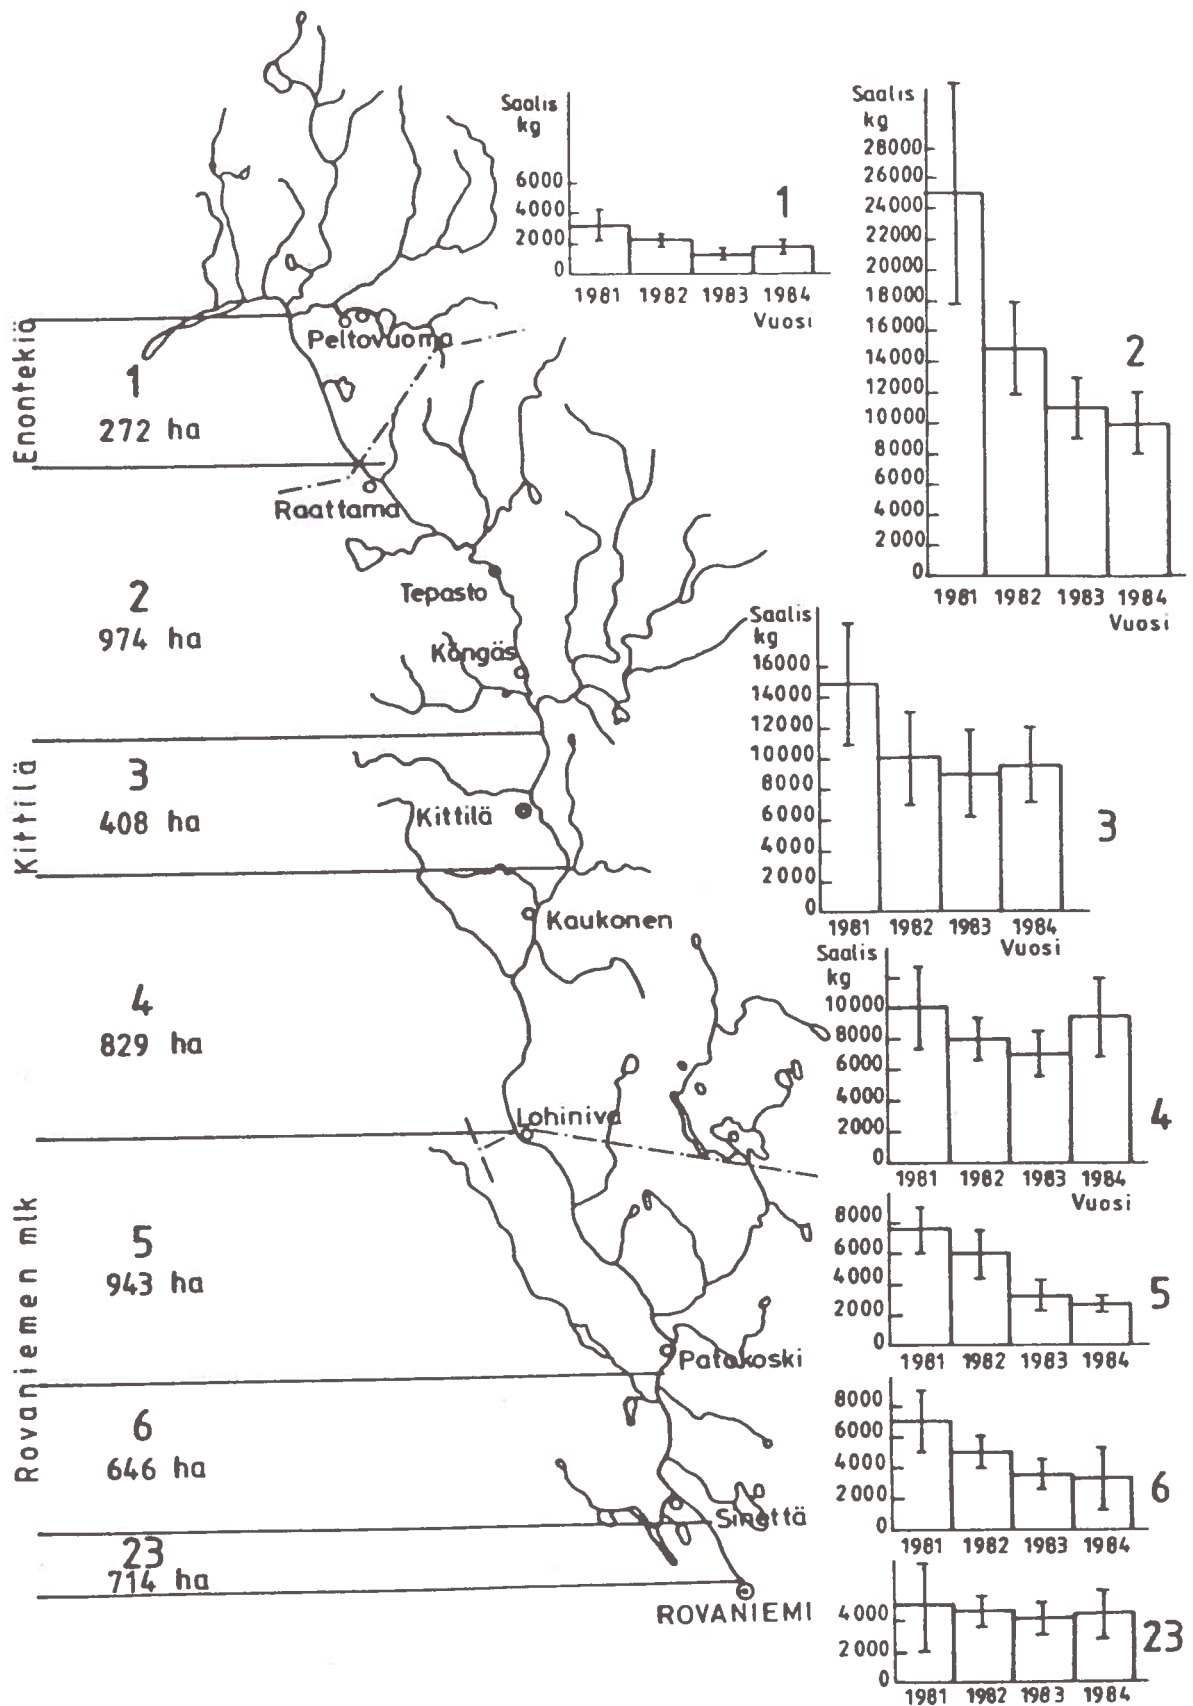 Enontekiö
1
272 ha
Peltovuoma
Raattama
2
974 ha
Tepasto
Köngäs
Kittilä
3
408 ha
Kittilä
Kaukonen
4
829 ha
Lohiniva
Rovaniemen mlk
5
943 ha
Patokoski
6
646 ha
Sinettä
23
714 ha
ROVANIEMI
Saalis
kg
6000
4000
2000
0
1
1981 1982 1983 1984
Vuosi
Saalis
kg
28000
26000
24000
22000
20000
18000
16000
14000
12000
10000
8000
6000
4000
2000
0
2
1981 1982 1983 1984
Vuosi
Saalis
kg
16000
14000
12000
10000
8000
6000
4000
2000
0
3
1981 1982 1983 1984
Vuosi
Saalis
kg
10000
8000
6000
4000
2000
0
4
1981 1982 1983 1984
Vuosi
8000
6000
4000
2000
0
5
1981 1982 1983 1984
8000
6000
4000
2000
0
6
1981 1982 1983 1984
4000
2000
0
23
1981 1982 1983 1984